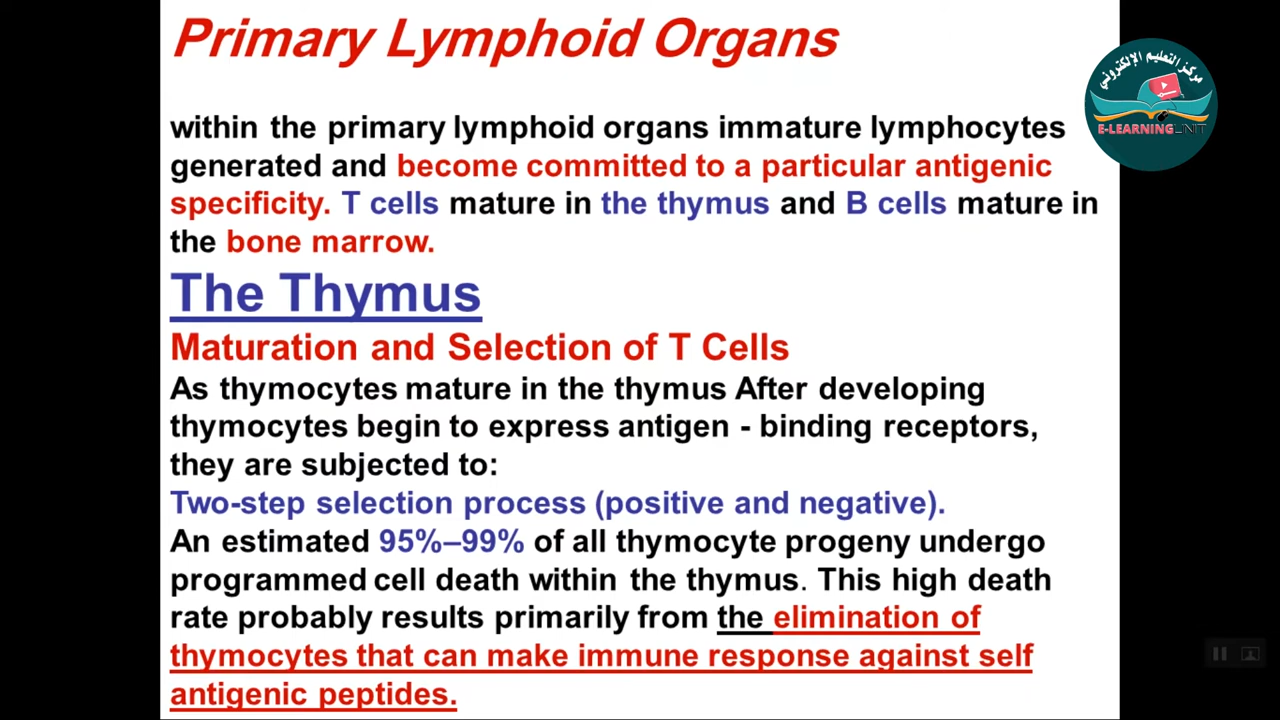 Primary Lymphoid Organs
مركز التعليم الإلكتروني
E-LEARNING UNIT
within the primary lymphoid organs immature lymphocytes
generated and become committed to a particular antigenic
specificity. T cells mature in the thymus and B cells mature in
the bone marrow.
The Thymus
Maturation and Selection of T Cells
As thymocytes mature in the thymus After developing
thymocytes begin to express antigen - binding receptors,
they are subjected to:
Two-step selection process (positive and negative).
An estimated 95%–99% of all thymocyte progeny undergo
programmed cell death within the thymus. This high death
rate probably results primarily from the elimination of
thymocytes that can make immune response against self
antigenic peptides.